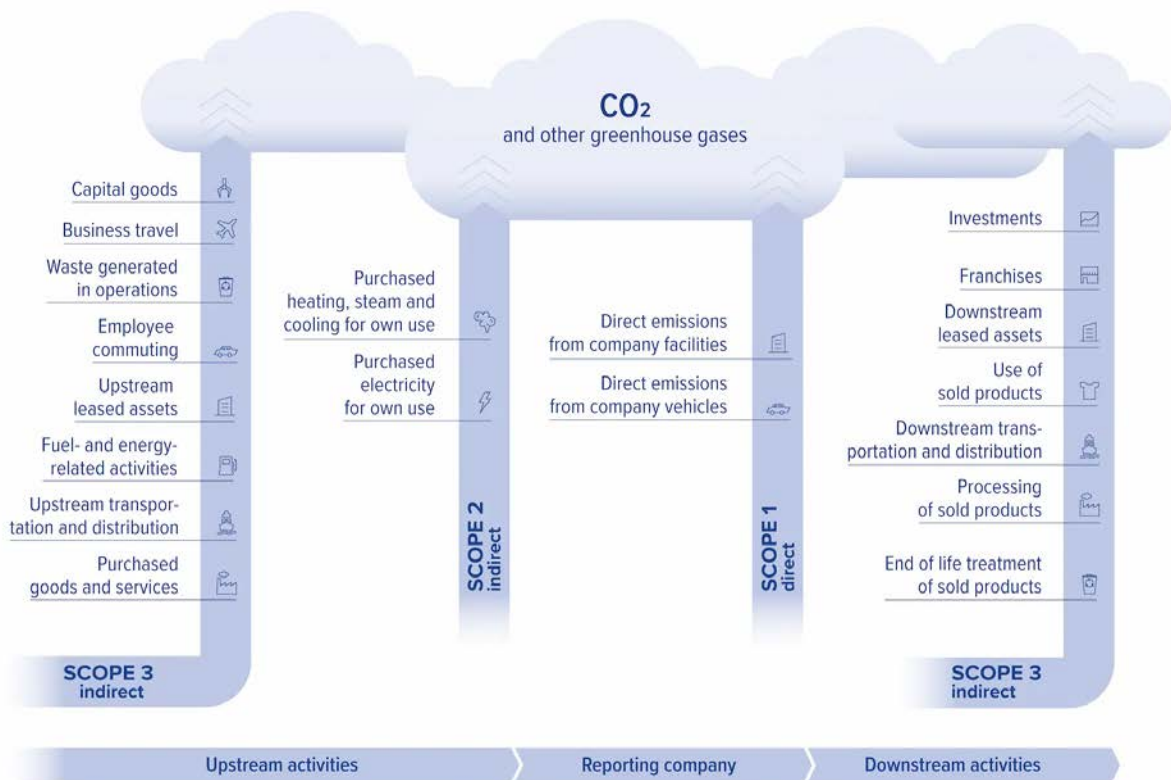 CO₂
and other greenhouse gases
Capital goods
Business travel
Waste generated
in operations
Employee
commuting
Upstream
leased assets
Fuel- and energy-
related activities
Upstream transpor-
tation and distribution
Purchased
goods and services
SCOPE 3
indirect
Purchased
heating, steam and
cooling for own use
Purchased
electricity
for own use
SCOPE 2
indirect
Direct emissions
from company facilities
Direct emissions
from company vehicles
SCOPE 1
direct
Investments
Franchises
Downstream
leased assets
Use of
sold products
Downstream trans-
portation and distribution
Processing
of sold products
End of life treatment
of sold products
SCOPE 3
indirect
Upstream activities
Reporting company
Downstream activities